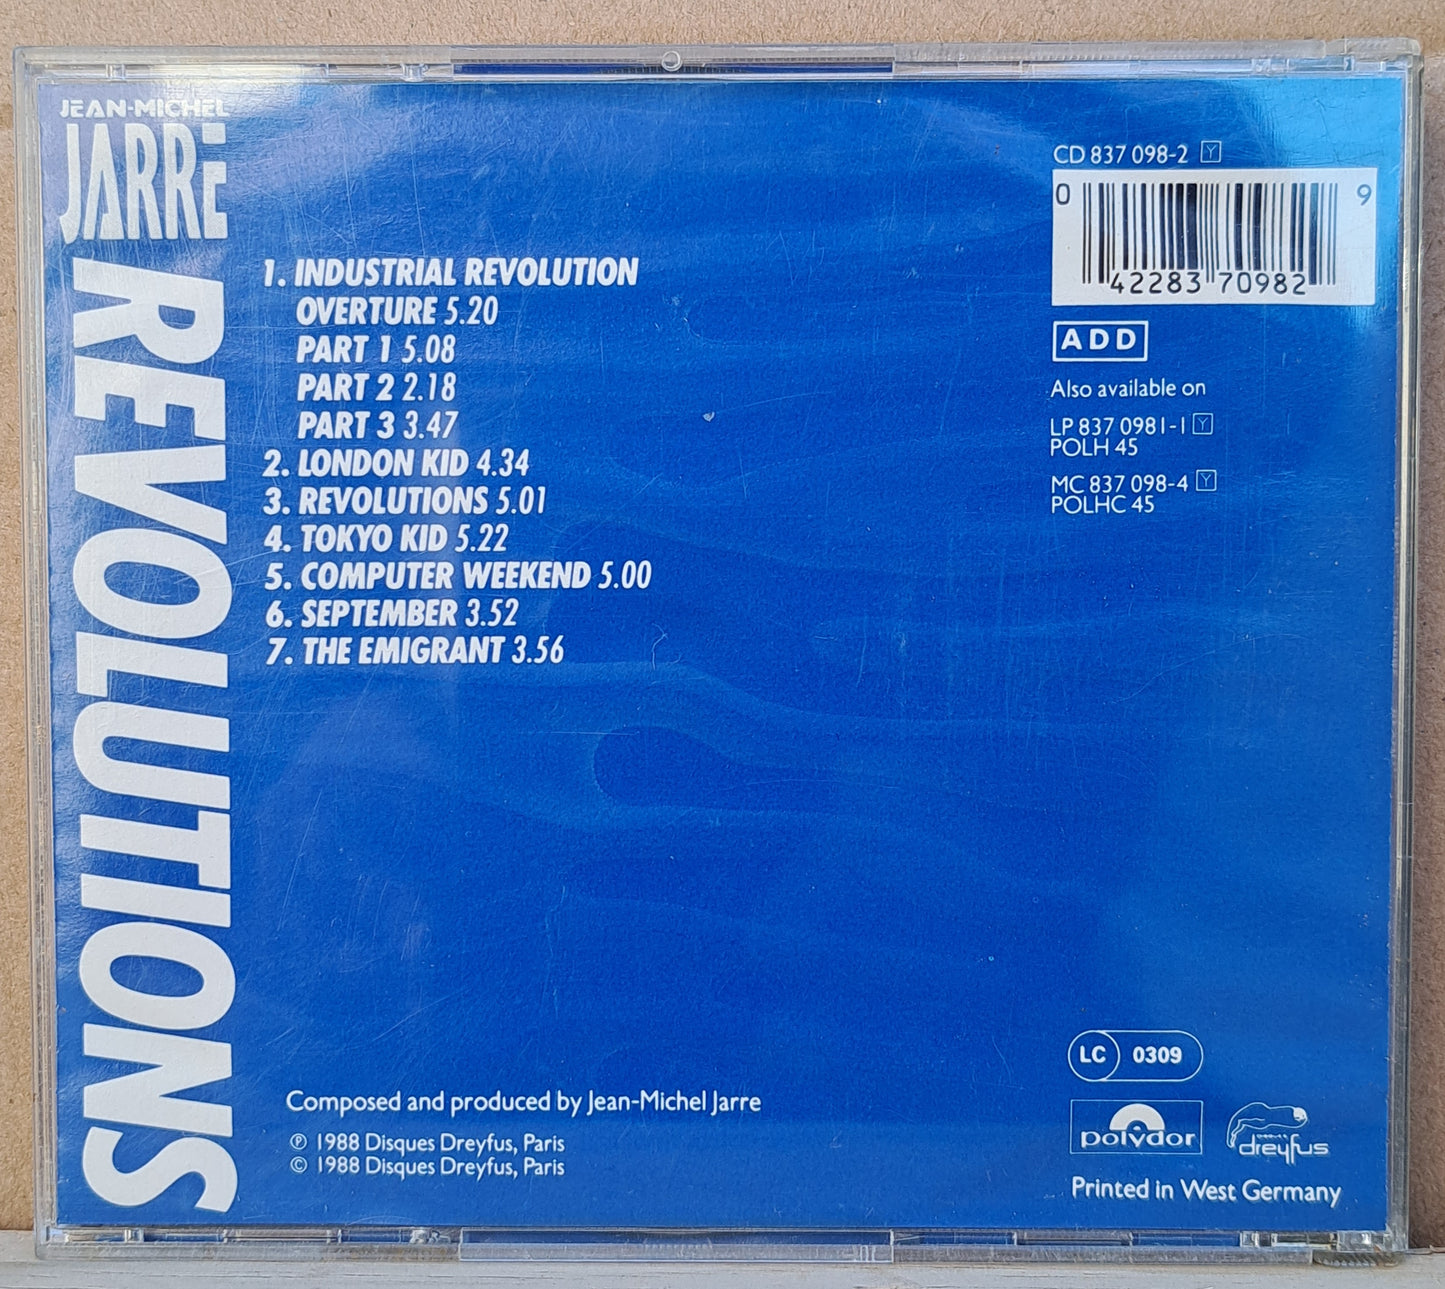 JEAN-MICHEL
JARRE
REVOLUTIONS
1. INDUSTRIAL REVOLUTION
OVERTURE 5.20
PART 1 5.08
PART 2 2.18
PART 3 3.47
2. LONDON KID 4.34
3. REVOLUTIONS 5.01
4. TOKYO KID 5.22
5. COMPUTER WEEKEND 5.00
6. SEPTEMBER 3.52
7. THE EMIGRANT 3.56
Composed and produced by Jean-Michel Jarre
℗ 1988 Disques Dreyfus, Paris
© 1988 Disques Dreyfus, Paris
CD 837 098-2 Y
0 42283 70982 9
ADD
Also available on
LP 837 0981-1 Y
POLH 45
MC 837 098-4 Y
POLHC 45
LC 0309
polydor
dreyfus
Printed in West Germany